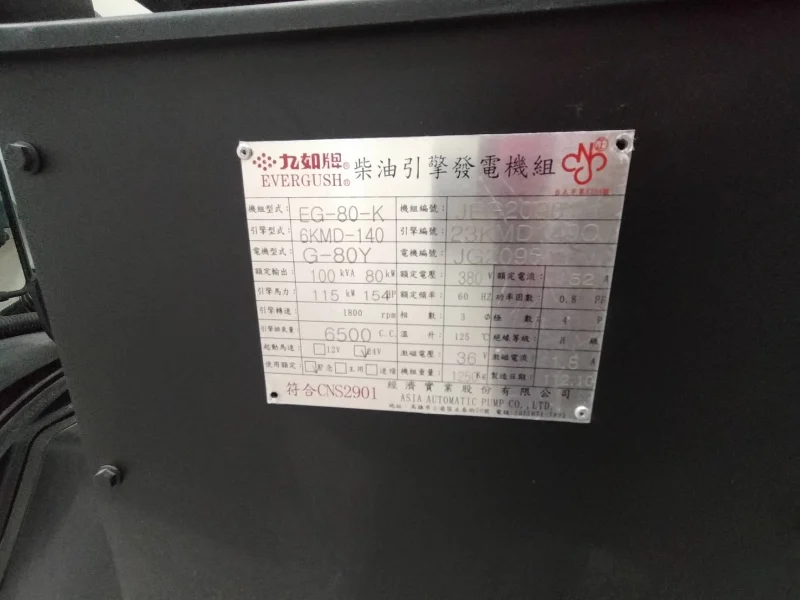 九如牌® 柴油引擎發電機組
EVERGUSH®
機組型式: EG-80-K 機組編號:
引擎型式: 6KMD-140 引擎編號:
電機型式: G-80Y 電機編號:
額定輸出: 100 kVA 80 kW 額定電壓: 380 V 額定電流: 152 A
引擎馬力: 115 kW 154 HP 額定頻率: 60 HZ 功率因數: 0.8 PF
引擎轉速: 1800 rpm 相 數: 3 Φ 極 數: 4 P
引擎排氣量: 6500 C.C. 溫 升: 125 ℃ 絕緣等級: H 級
起動馬達: 12V 24V 激磁電壓: 36 V 激磁電流: 1.8 A
使用額定: 緊急 主用 連續 機組重量: Kg 製造日期:
符合CNS2901 經濟實業股份有限公司
ASIA AUTOMATIC PUMP CO., LTD.